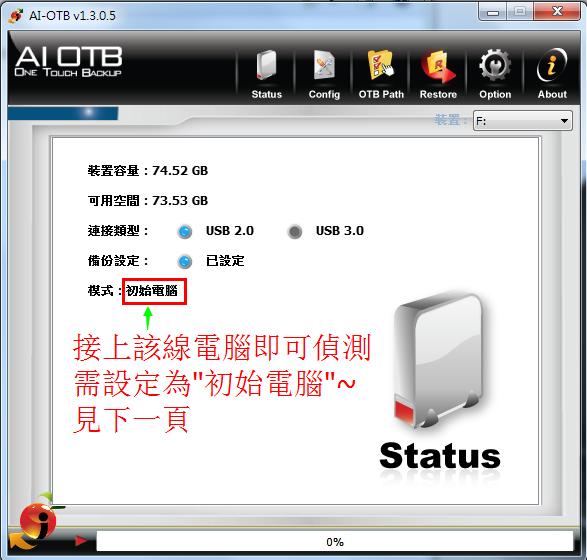 AI-OTB v1.3.0.5
AI OTB
ONE TOUCH BACKUP
Status
Config
OTB Path
Restore
Option
About
裝置： F:
裝置容量：74.52 GB
可用空間：73.53 GB
連接類型： USB 2.0 USB 3.0
備份設定： 已設定
模式：初始電腦
接上該線電腦即可偵測
需設定為"初始電腦"~
見下一頁
Status
0%